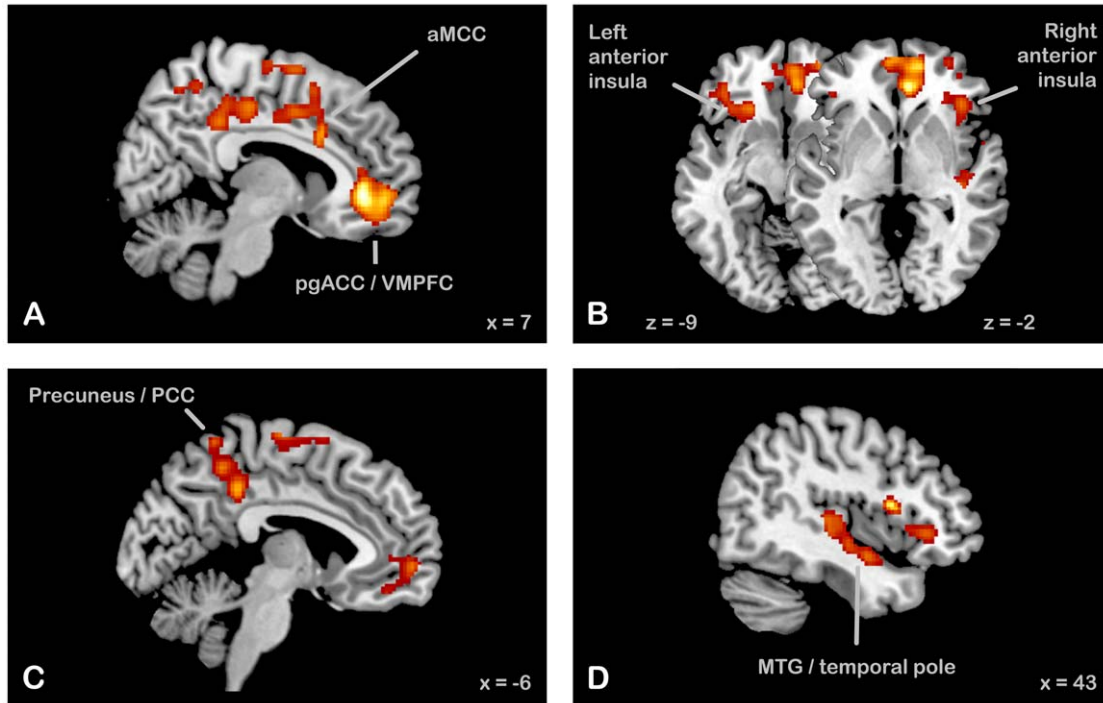 aMCC
pgACC / VMPFC
A
x = 7
Left
anterior
insula
Right
anterior
insula
B
z = -9
z = -2
Precuneus / PCC
C
x = -6
MTG / temporal pole
D
x = 43